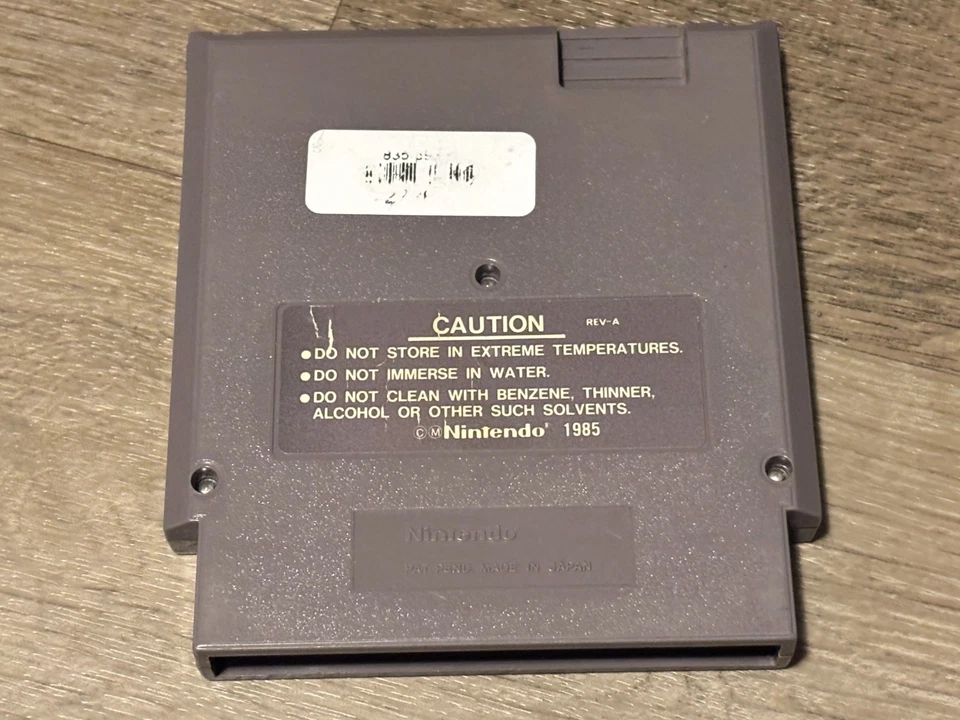 CAUTION REV-A
●DO NOT STORE IN EXTREME TEMPERATURES.
●DO NOT IMMERSE IN WATER.
●DO NOT CLEAN WITH BENZENE, THINNER,
ALCOHOL OR OTHER SUCH SOLVENTS.
ⒸⓂNintendo® 1985
Nintendo
PAT. PEND. MADE IN JAPAN